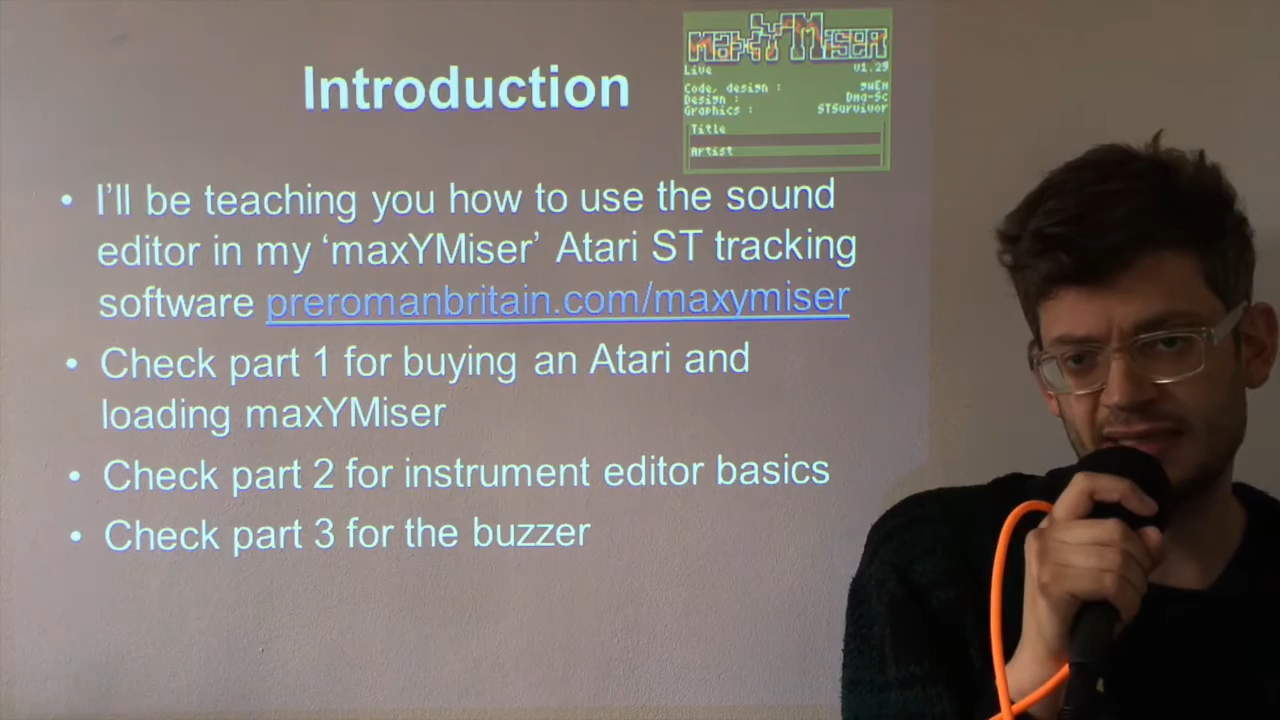 Introduction
maxYMiser
Live v1.29
Code, design : gwEm
Design : Dma-Sc
Graphics : STSurvivor
Title
Artist
• I'll be teaching you how to use the sound
editor in my ‘maxYMiser’ Atari ST tracking
software preromanbritain.com/maxymiser
• Check part 1 for buying an Atari and
loading maxYMiser
• Check part 2 for instrument editor basics
• Check part 3 for the buzzer